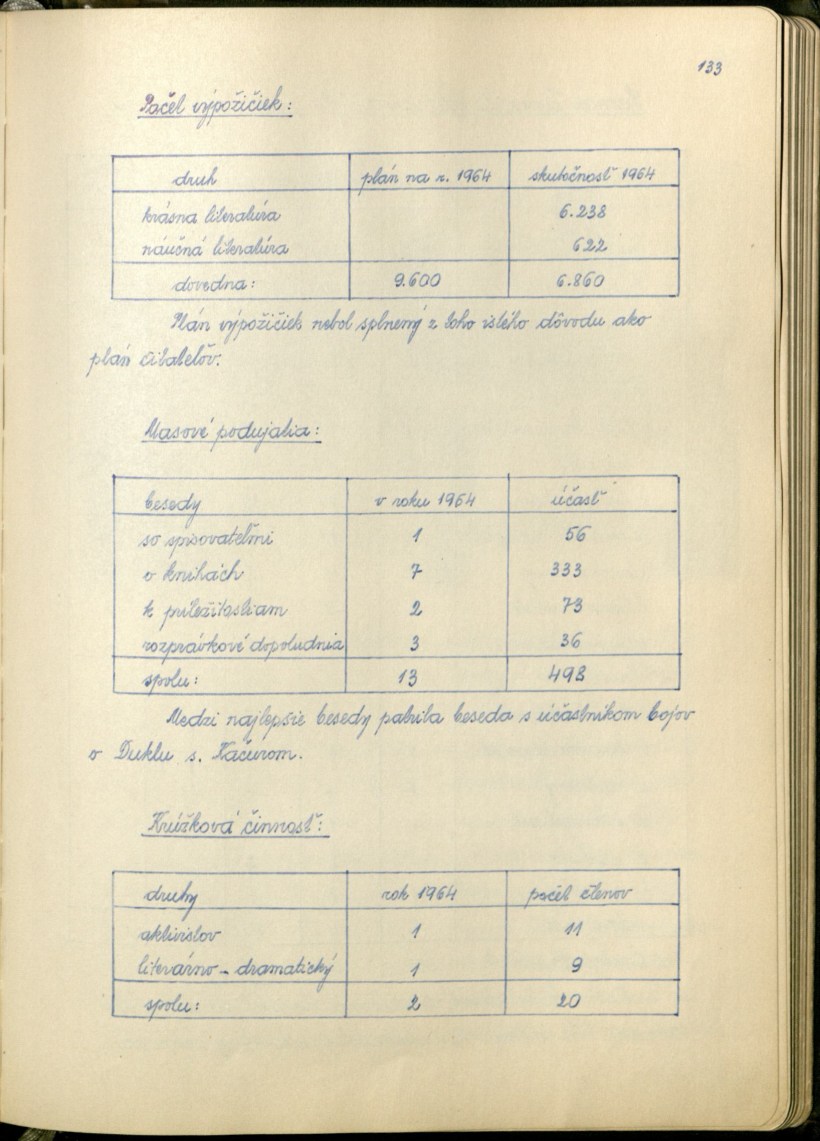 133
Počet výpožičiek:
druh plán na r. 1964 skutočnosť 1964
krásna literatúra 6.238
náučná literatúra 622
dovedna: 9.600 6.860
Plán výpožičiek nebol splnený z toho istého dôvodu ako
plán čitateľov.
Masové podujatia:
besedy v roku 1964 účasť
so spisovateľmi 1 56
o knihách 7 333
k príležitostiam 2 73
rozprávkové dopoludnia 3 36
spolu: 13 498
Medzi najlepšie besedy patrila beseda s účastníkom bojov
o Duklu s. Kačurom.
Krúžková činnosť:
druhy rok 1964 počet členov
aktivistov 1 11
literárno - dramatický 1 9
spolu: 2 20